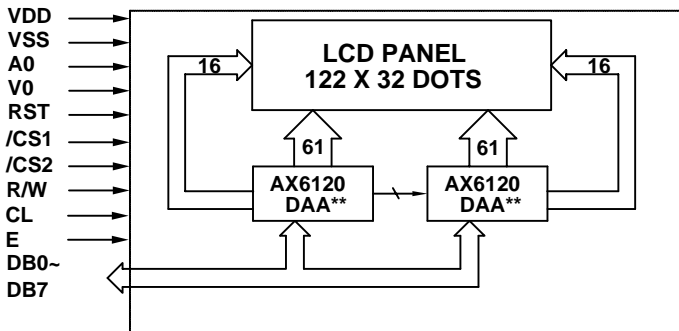 VDD
VSS
A0
V0
RST
/CS1
/CS2
R/W
CL
E
DB0~
DB7
LCD PANEL
122 X 32 DOTS
16
16
61
61
AX6120
DAA**
AX6120
DAA**